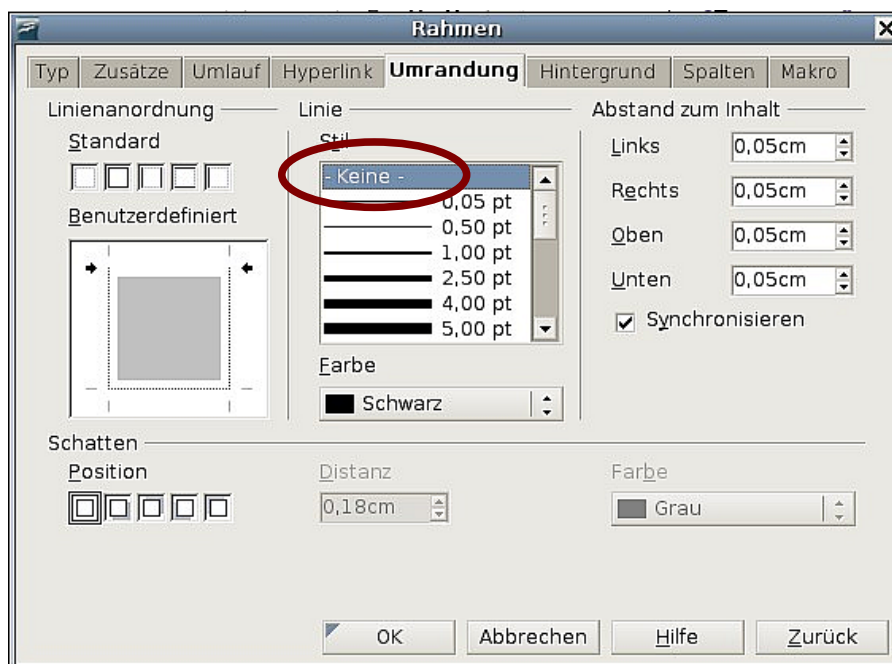 Rahmen
Typ Zusätze Umlauf Hyperlink Umrandung Hintergrund Spalten Makro
Linienanordnung
Standard
Benutzerdefiniert
Linie
Stil
- Keine -
0,05 pt
0,50 pt
1,00 pt
2,50 pt
4,00 pt
5,00 pt
Farbe
Schwarz
Abstand zum Inhalt
Links 0,05cm
Rechts 0,05cm
Oben 0,05cm
Unten 0,05cm
Synchronisieren
Schatten
Position
Distanz
0,18cm
Farbe
Grau
OK Abbrechen Hilfe Zurück